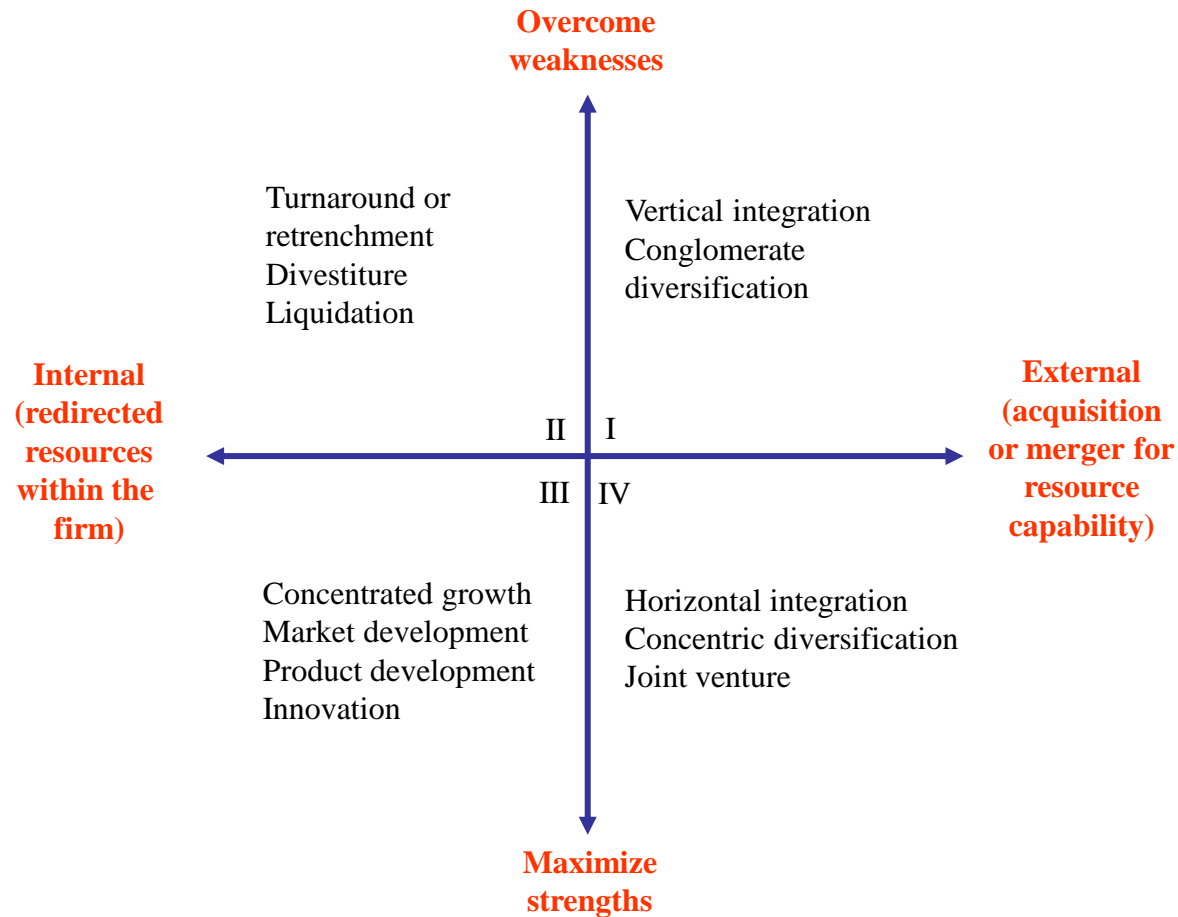 Overcome
weaknesses
Turnaround or
retrenchment
Divestiture
Liquidation
Vertical integration
Conglomerate
diversification
Internal
(redirected
resources
within the
firm)
External
(acquisition
or merger for
resource
capability)
II
I
III
IV
Concentrated growth
Market development
Product development
Innovation
Horizontal integration
Concentric diversification
Joint venture
Maximize
strengths